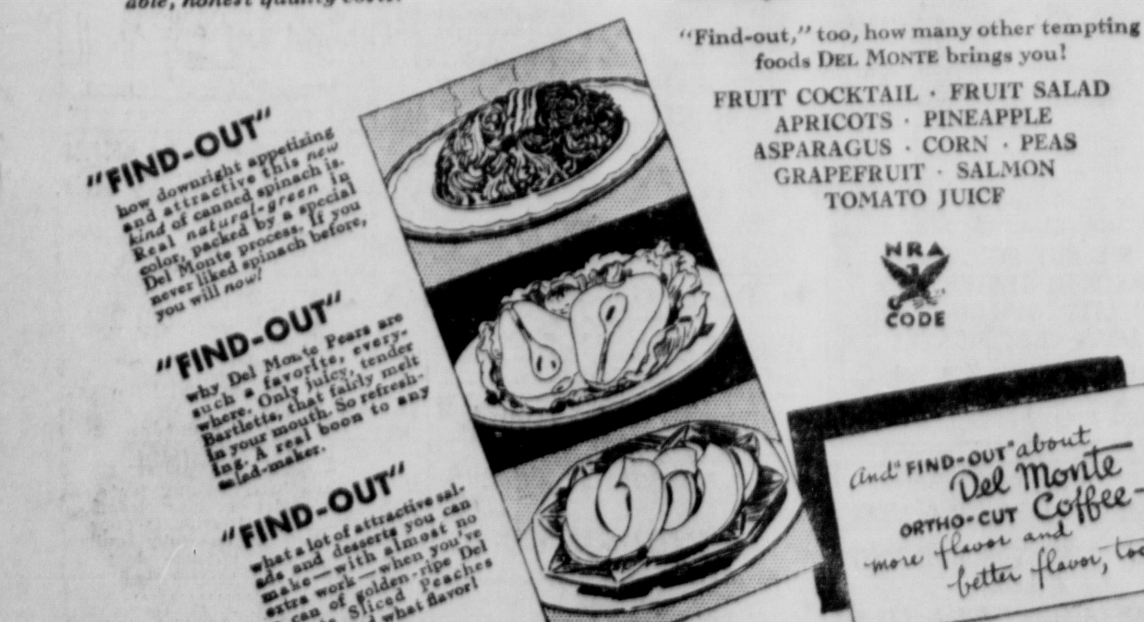 able, honest quality costs.
"FIND-OUT"
how downright appetizing
and attractive this new
kind of canned spinach is.
Real natural-green in
color, packed by a special
Del Monte process. If you
never liked spinach before,
you will now!
"FIND-OUT"
why Del Monte Pears are
such a favorite, every-
where. Only juicy, tender
Bartletts, that fairly melt
in your mouth. So refresh-
ing. A real boon to any
salad-maker.
"FIND-OUT"
what a lot of attractive sal-
ads and desserts you can
make—with almost no
extra work—when you've
can of golden-ripe Del
Sliced Peaches
what flavor!
"Find-out," too, how many other tempting
foods DEL MONTE brings you!
FRUIT COCKTAIL · FRUIT SALAD
APRICOTS · PINEAPPLE
ASPARAGUS · CORN · PEAS
GRAPEFRUIT · SALMON
TOMATO JUICE
NRA
CODE
And "FIND-OUT" about
Del Monte
ORTHO-CUT Coffee—
more flavor and
better flavor, too